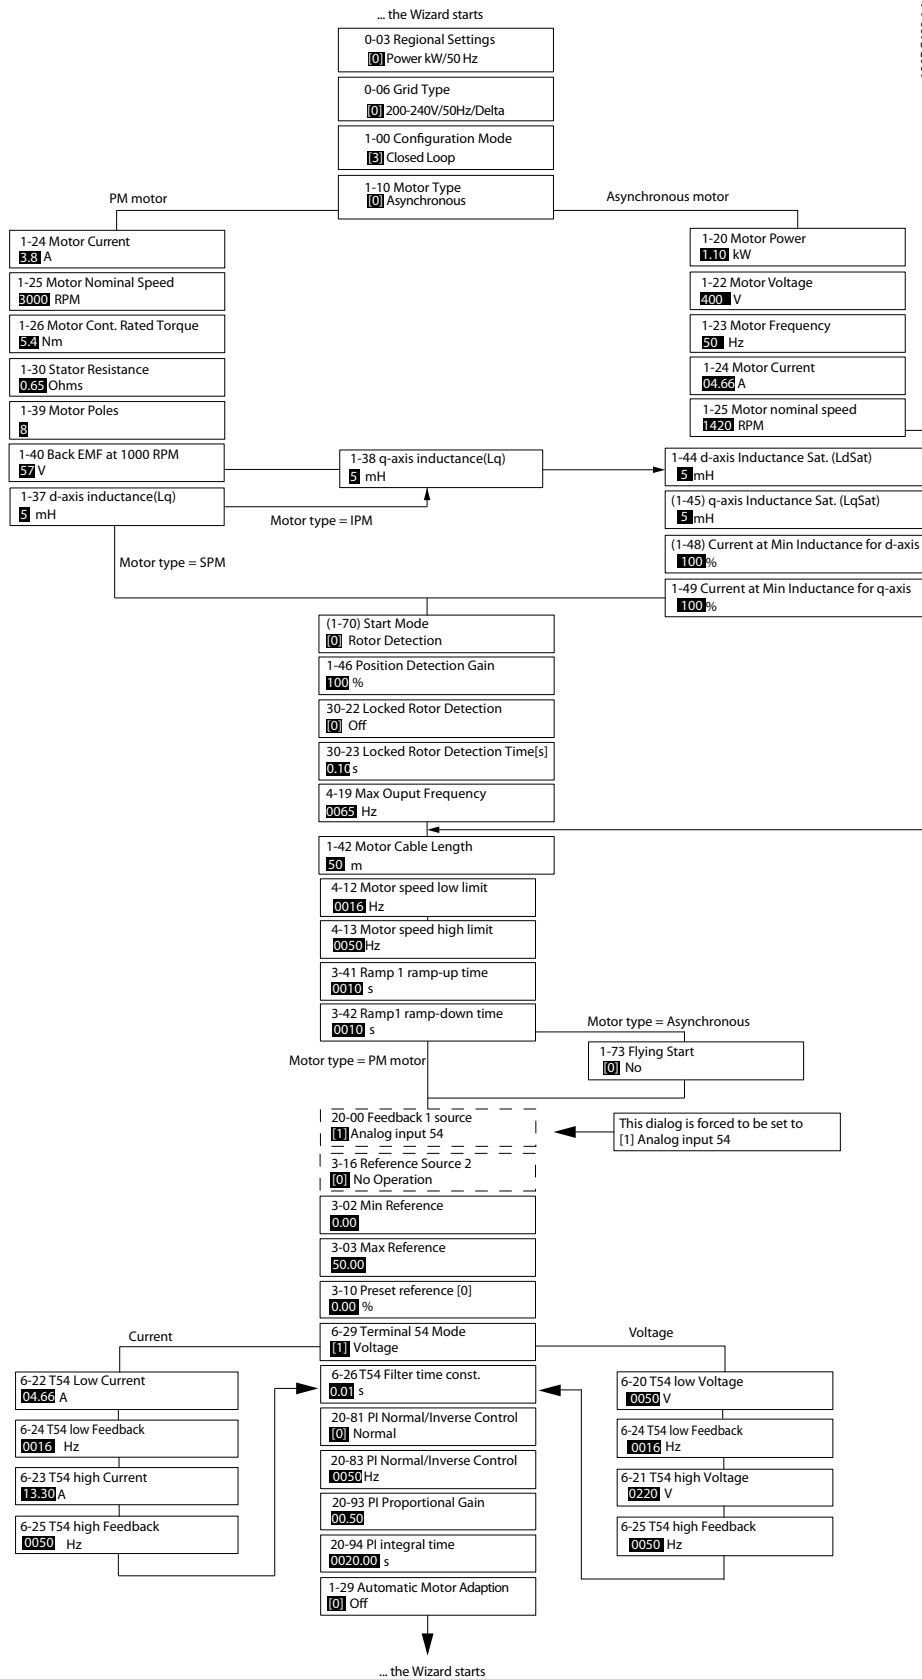 ... the Wizard starts
0-03 Regional Settings
[0] Power kW/50 Hz
0-06 Grid Type
[0] 200-240V/50Hz/Delta
1-00 Configuration Mode
[3] Closed Loop
1-10 Motor Type
[0] Asynchronous
PM motor
Asynchronous motor
1-24 Motor Current
3.8 A
1-25 Motor Nominal Speed
3000 RPM
1-26 Motor Cont. Rated Torque
5.4 Nm
1-30 Stator Resistance
0.65 Ohms
1-39 Motor Poles
8
1-40 Back EMF at 1000 RPM
57 V
1-37 d-axis inductance(Lq)
5 mH
1-20 Motor Power
1.10 kW
1-22 Motor Voltage
400 V
1-23 Motor Frequency
50 Hz
1-24 Motor Current
04.66 A
1-25 Motor nominal speed
1420 RPM
1-38 q-axis inductance(Lq)
5 mH
1-44 d-axis Inductance Sat. (LdSat)
5 mH
(1-45) q-axis Inductance Sat. (LqSat)
5 mH
(1-48) Current at Min Inductance for d-axis
100 %
1-49 Current at Min Inductance for q-axis
100 %
Motor type = IPM
Motor type = SPM
(1-70) Start Mode
[0] Rotor Detection
1-46 Position Detection Gain
100 %
30-22 Locked Rotor Detection
[0] Off
30-23 Locked Rotor Detection Time[s]
0.10 s
4-19 Max Ouput Frequency
0065 Hz
1-42 Motor Cable Length
50 m
4-12 Motor speed low limit
0016 Hz
4-13 Motor speed high limit
0050 Hz
3-41 Ramp 1 ramp-up time
0010 s
3-42 Ramp1 ramp-down time
0010 s
Motor type = Asynchronous
Motor type = PM motor
1-73 Flying Start
[0] No
20-00 Feedback 1 source
[1] Analog input 54
This dialog is forced to be set to
[1] Analog input 54
3-16 Reference Source 2
[0] No Operation
3-02 Min Reference
0.00
3-03 Max Reference
50.00
3-10 Preset reference [0]
0.00 %
Current
6-29 Terminal 54 Mode
[1] Voltage
Voltage
6-22 T54 Low Current
04.66 A
6-24 T54 low Feedback
0016 Hz
6-23 T54 high Current
13.30 A
6-25 T54 high Feedback
0050 Hz
6-26 T54 Filter time const.
0.01 s
20-81 PI Normal/Inverse Control
[0] Normal
20-83 PI Normal/Inverse Control
0050 Hz
20-93 PI Proportional Gain
00.50
20-94 PI integral time
0020.00 s
1-29 Automatic Motor Adaption
[0] Off
6-20 T54 low Voltage
0050 V
6-24 T54 low Feedback
0016 Hz
6-21 T54 high Voltage
0220 V
6-25 T54 high Feedback
0050 Hz
... the Wizard starts